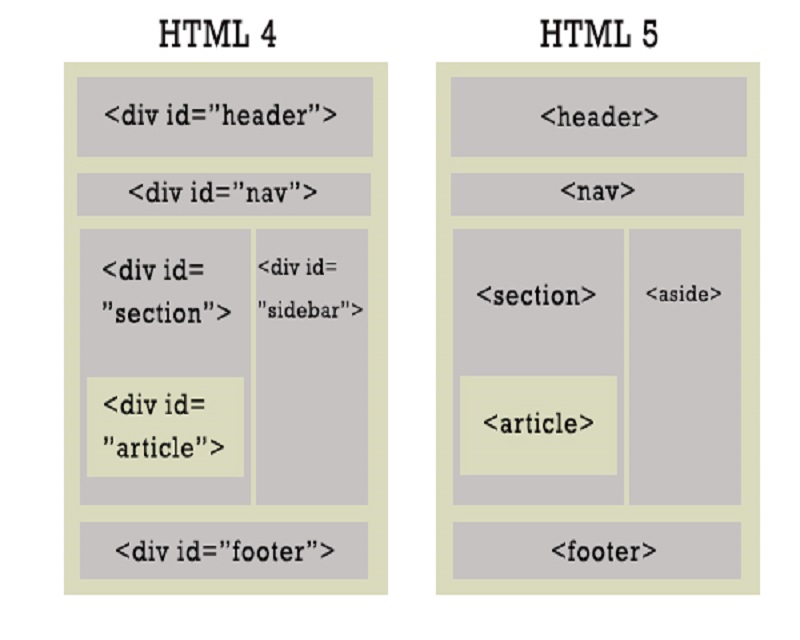 HTML 4
<div id=”header”>
<div id=”nav”>
<div id=
”section”>
<div id=
”sidebar”>
<div id=
”article”>
<div id=”footer”>
HTML 5
<header>
<nav>
<section>
<aside>
<article>
<footer>